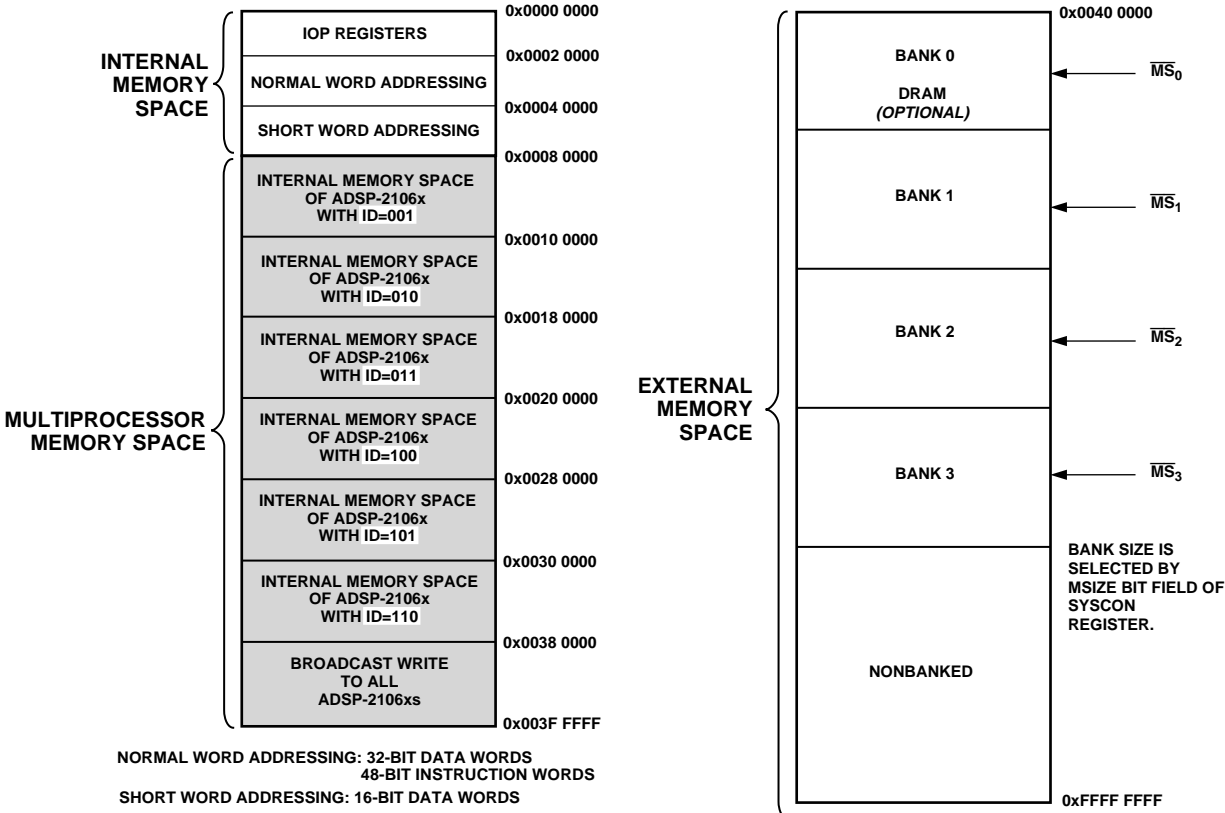 INTERNAL
MEMORY
SPACE
0x0000 0000
IOP REGISTERS
0x0002 0000
NORMAL WORD ADDRESSING
0x0004 0000
SHORT WORD ADDRESSING
0x0008 0000
MULTIPROCESSOR
MEMORY SPACE
INTERNAL MEMORY SPACE
OF ADSP-2106x
WITH ID=001
0x0010 0000
INTERNAL MEMORY SPACE
OF ADSP-2106x
WITH ID=010
0x0018 0000
INTERNAL MEMORY SPACE
OF ADSP-2106x
WITH ID=011
0x0020 0000
INTERNAL MEMORY SPACE
OF ADSP-2106x
WITH ID=100
0x0028 0000
INTERNAL MEMORY SPACE
OF ADSP-2106x
WITH ID=101
0x0030 0000
INTERNAL MEMORY SPACE
OF ADSP-2106x
WITH ID=110
0x0038 0000
BROADCAST WRITE
TO ALL
ADSP-2106xs
0x003F FFFF
NORMAL WORD ADDRESSING: 32-BIT DATA WORDS
48-BIT INSTRUCTION WORDS
SHORT WORD ADDRESSING: 16-BIT DATA WORDS
EXTERNAL
MEMORY
SPACE
0x0040 0000
BANK 0
DRAM
(OPTIONAL)
M̅S̅₀
BANK 1
M̅S̅₁
BANK 2
M̅S̅₂
BANK 3
M̅S̅₃
BANK SIZE IS
SELECTED BY
MSIZE BIT FIELD OF
SYSCON
REGISTER.
NONBANKED
0xFFFF FFFF